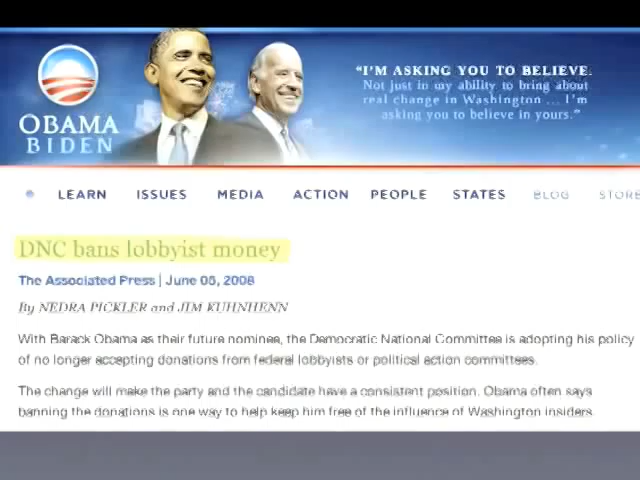 "I'M ASKING YOU TO BELIEVE.
Not just in my ability to bring about
real change in Washington ... I'm
asking you to believe in yours."
OBAMA
BIDEN
LEARN ISSUES MEDIA ACTION PEOPLE STATES BLOG STORE
DNC bans lobbyist money
The Associated Press | June 05, 2008
By NEDRA PICKLER and JIM KUHNHENN
With Barack Obama as their future nominee, the Democratic National Committee is adopting his policy
of no longer accepting donations from federal lobbyists or political action committees.
The change will make the party and the candidate have a consistent position. Obama often says
banning the donations is one way to help keep him free of the influence of Washington insiders.